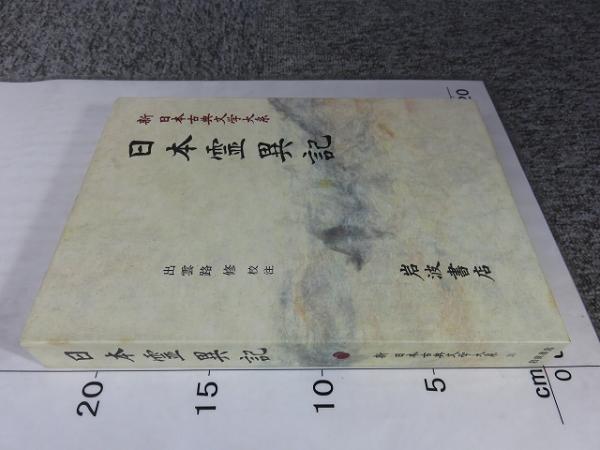 新 日本古典文学大系
日本霊異記
出雲路 修 校注
岩波書店
日本霊異記
新 日本古典文学大系
20
15
10
5
cm 0
20